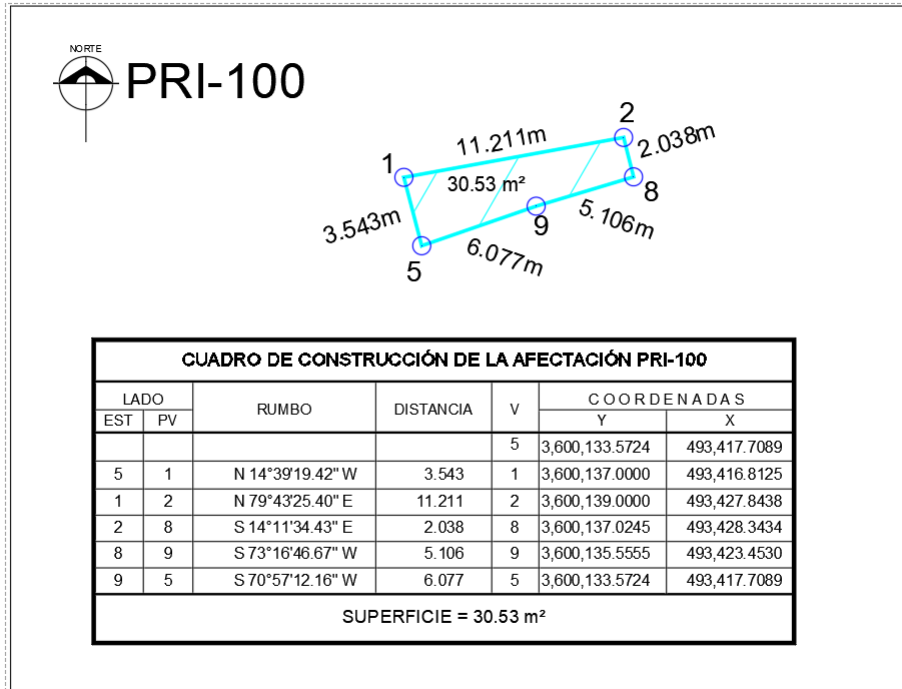 NORTE
PRI-100
2
11.211m
2.038m
1
30.53 m²
8
3.543m
9
5.106m
5
6.077m
CUADRO DE CONSTRUCCIÓN DE LA AFECTACIÓN PRI-100
LADO RUMBO DISTANCIA V COORDENADAS
EST PV Y X
5 3,600,133.5724 493,417.7089
5 1 N 14°39'19.42" W 3.543 1 3,600,137.0000 493,416.8125
1 2 N 79°43'25.40" E 11.211 2 3,600,139.0000 493,427.8438
2 8 S 14°11'34.43" E 2.038 8 3,600,137.0245 493,428.3434
8 9 S 73°16'46.67" W 5.106 9 3,600,135.5555 493,423.4530
9 5 S 70°57'12.16" W 6.077 5 3,600,133.5724 493,417.7089
SUPERFICIE = 30.53 m²